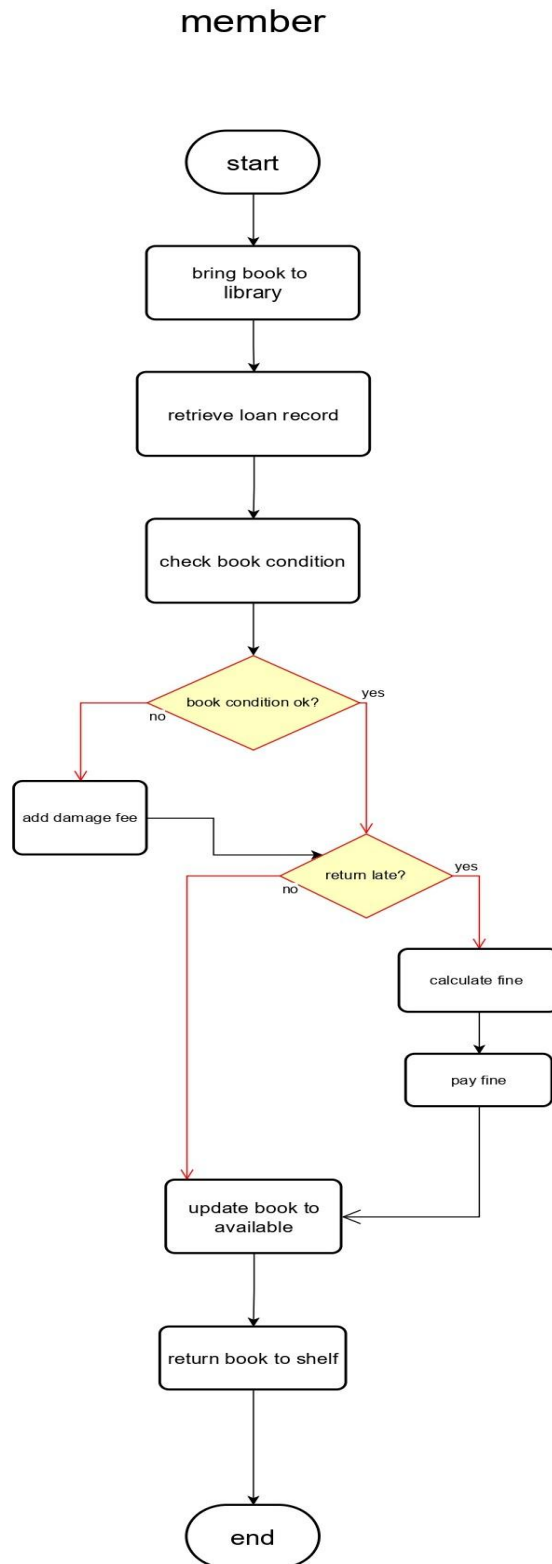 member
start
bring book to
library
retrieve loan record
check book condition
book condition ok?
yes
no
add damage fee
return late?
yes
no
calculate fine
pay fine
update book to
available
return book to shelf
end